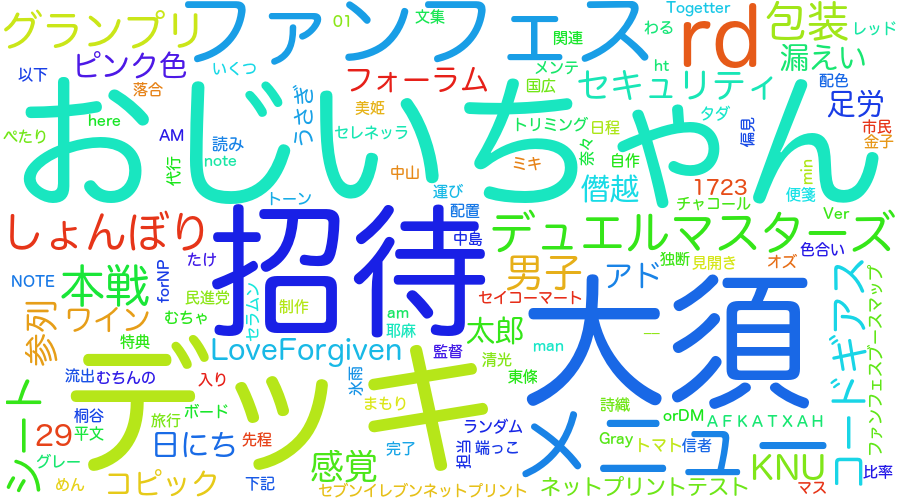 グランプリ
ファンフェス
01
文集
関連
Togetter
わる
rd
包装
レッド
ピンク色
以下
落合
いくつ
フォーラム
メンテ
国広
ht
セキュリティ
漏えい
配色
足労
おじいちゃん
うさぎ
美姫
セレネッラ
トリミング
日程
タダ
偏見
市民
金子
ぺたり
here
AM
読み
note
代行
中山
ミキ
奈々
自作
min
運び
僭越
1723
便箋
チャコール
トーン
配置
Ver
しょんぼり
招待
中島
デュエルマスターズ
色合い
たけ
独断
見開き
オズ
NOTE
本戦
forNP
民進党
セラムン
制作
男子
アド
セイコーマート
参列
ワイン
むちゃ
am
耶麻
太郎
大須
コードギアス
ファンフェスブースマップ
特典
LoveForgiven
監督
清光
man
シート
デッキ
流出
むちんの
入り
氷雨
東條
桐谷
旅行
ボード
まもり
詩織
orDM
AFKATXAH
29
平文
日にち
先程
ランダム
メニュー
Gray
トマト
信者
グレー
感覚
完了
担当
端っこ
KNU
比率
めん
コピック
下記
セブンイレブンネットプリント
ネットプリントテスト
マス